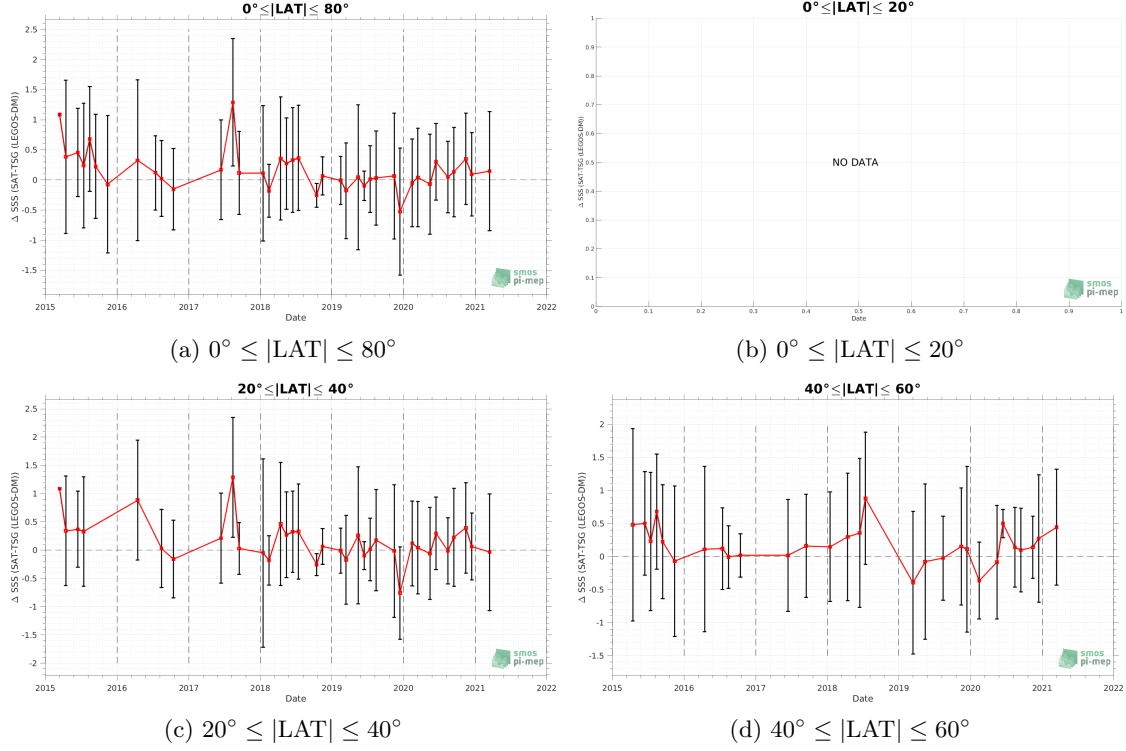 0°≤|LAT|≤ 80°
Δ SSS (SAT-TSG (LEGOS-DM))
2.5
2
1.5
1
0.5
0
-0.5
-1
-1.5
2015 2016 2017 2018 2019 2020 2021 2022
Date
smos
pi-mep
(a) 0° ≤ |LAT| ≤ 80°
0°≤|LAT|≤ 20°
Δ SSS (SAT-TSG (LEGOS-DM))
1
0.9
0.8
0.7
0.6
0.5
0.4
0.3
0.2
0.1
0
NO DATA
0 0.1 0.2 0.3 0.4 0.5 0.6 0.7 0.8 0.9 1
Date
smos
pi-mep
(b) 0° ≤ |LAT| ≤ 20°
20°≤|LAT|≤ 40°
Δ SSS (SAT-TSG (LEGOS-DM))
2.5
2
1.5
1
0.5
0
-0.5
-1
-1.5
-2
2015 2016 2017 2018 2019 2020 2021 2022
Date
smos
pi-mep
(c) 20° ≤ |LAT| ≤ 40°
40°≤|LAT|≤ 60°
Δ SSS (SAT-TSG (LEGOS-DM))
2
1.5
1
0.5
0
-0.5
-1
-1.5
2015 2016 2017 2018 2019 2020 2021 2022
Date
smos
pi-mep
(d) 40° ≤ |LAT| ≤ 60°